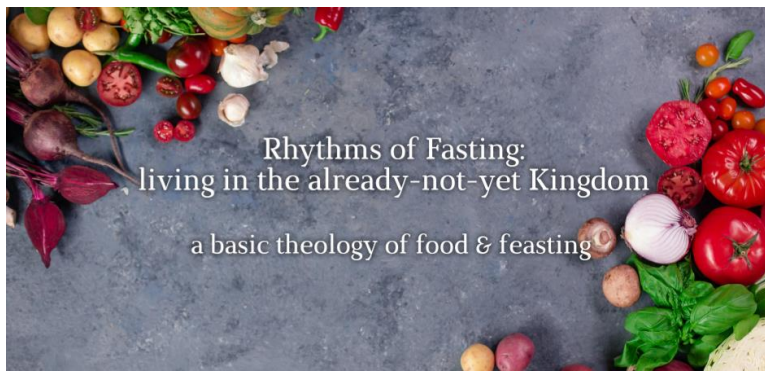 Rhythms of Fasting:
living in the already-not-yet Kingdom
a basic theology of food & feasting